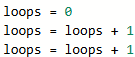 loops = 0
loops = loops + 1
loops = loops + 1